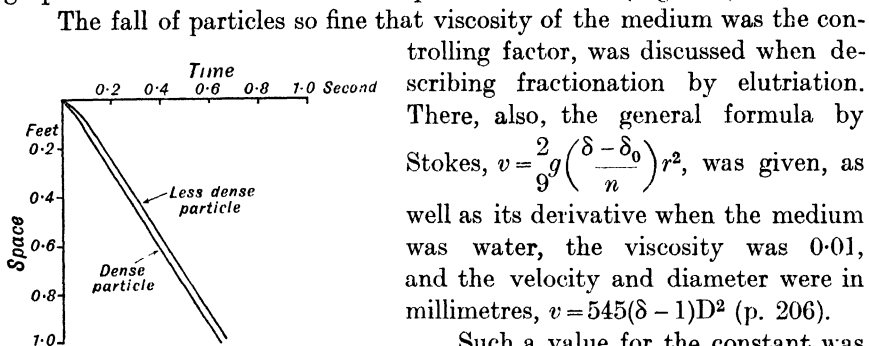 The fall of particles so fine that viscosity of the medium was the con-
trolling factor, was discussed when de-
scribing fractionation by elutriation.
There, also, the general formula by
Stokes, v = 2/9 g((δ – δ₀)/n) r², was given, as
well as its derivative when the medium
was water, the viscosity was 0·01,
and the velocity and diameter were in
millimetres, v = 545(δ – 1)D² (p. 206).
Such a value for the constant was
Time
0·2 0·4 0·6 0·8 1·0 Second
Feet
0·2
0·4
0·6
0·8
1·0
Space
Less dense
particle
Dense
particle